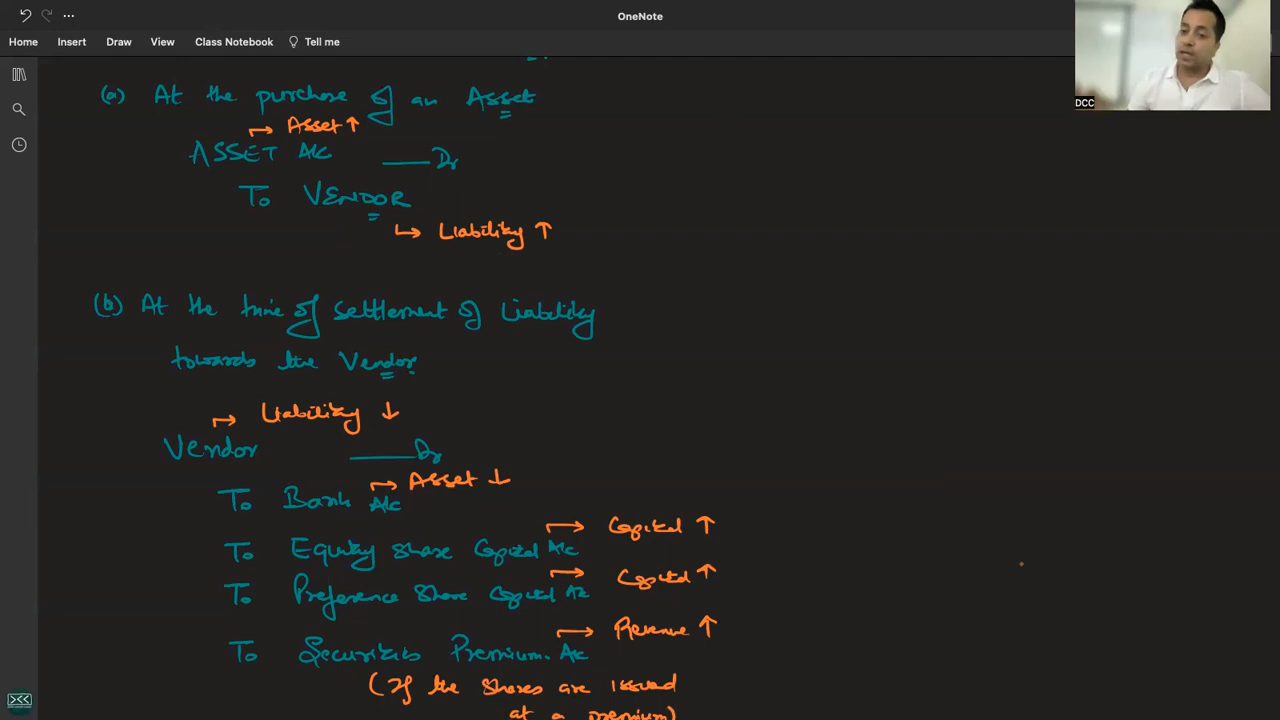 OneNote
Home Insert Draw View Class Notebook Tell me
DCC
(a) At the purchase of an Asset
Asset ↑
ASSET A/c —— Dr
To VENDOR
Liability ↑
(b) At the time of settlement of Liability
towards the Vendor
Liability ↓
Vendor —— Dr
Asset ↓
To Bank A/c
Capital ↑
To Equity Share Capital A/c
Capital ↑
To Preference Share Capital A/c
Revenue ↑
To Securities Premium A/c
(If the shares are issued
at a premium)